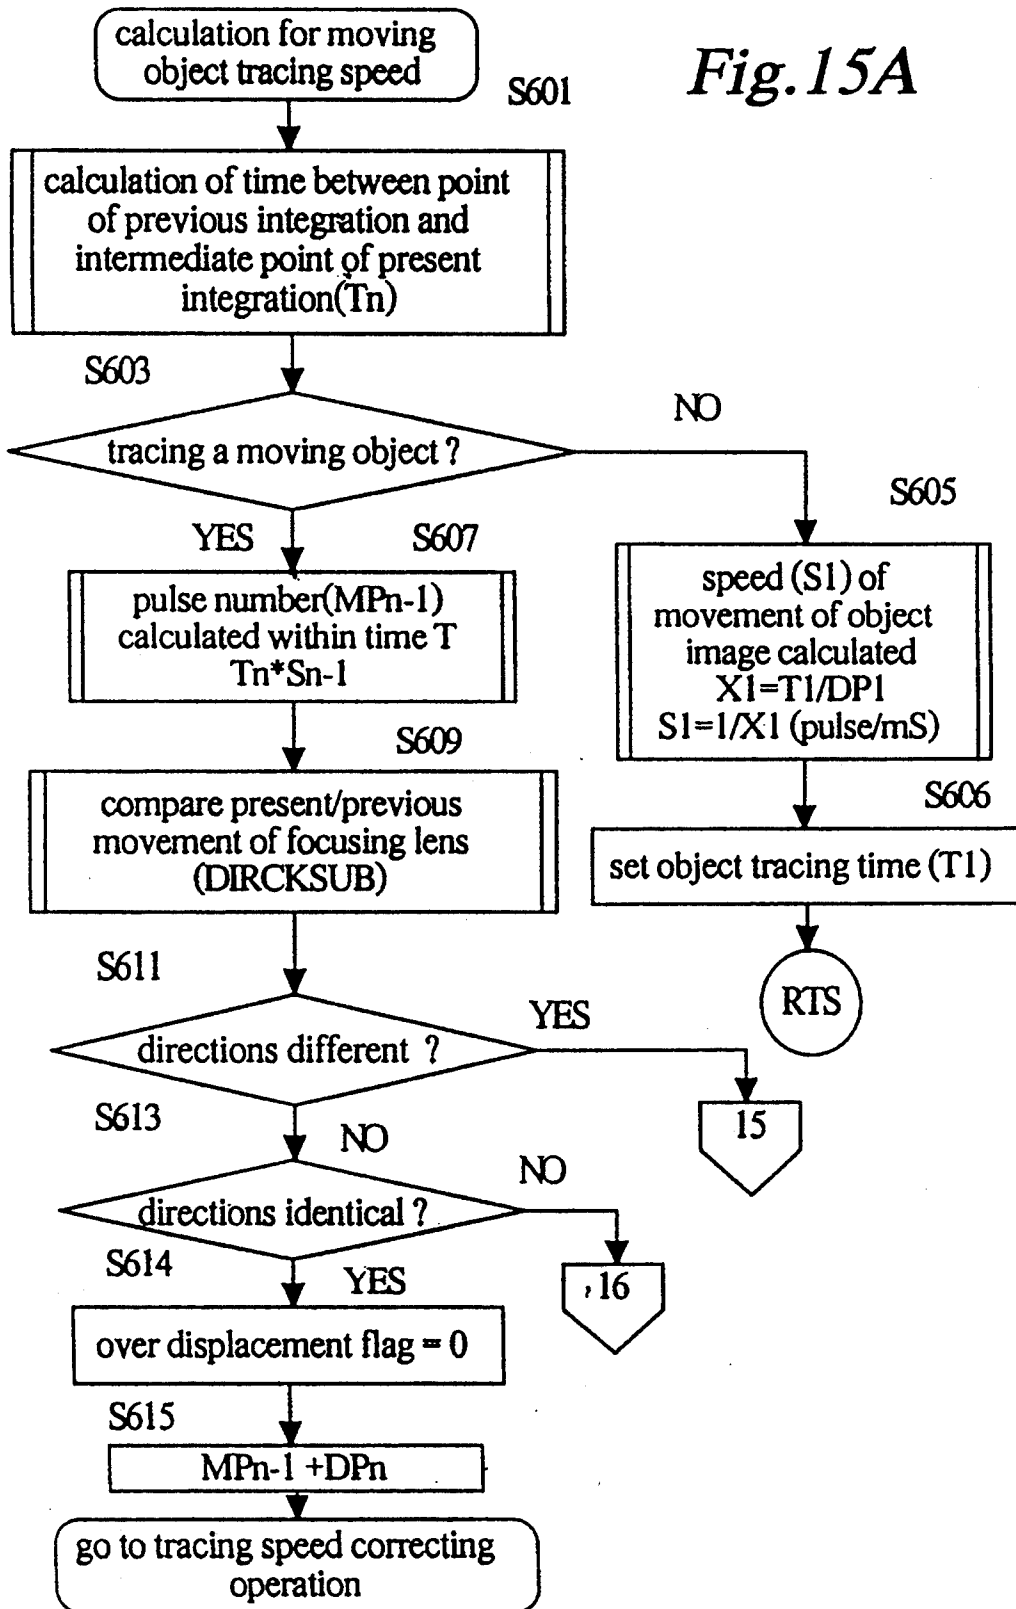 calculation for moving
object tracing speed
Fig.15A
S601
calculation of time between point
of previous integration and
intermediate point of present
integration(Tn)
S603
tracing a moving object ?
NO
YES
S605
speed (S1) of
movement of object
image calculated
X1=T1/DP1
S1=1/X1 (pulse/mS)
S606
set object tracing time (T1)
RTS
S607
pulse number(MPn-1)
calculated within time T
Tn*Sn-1
S609
compare present/previous
movement of focusing lens
(DIRCKSUB)
S611
directions different ?
YES
15
NO
S613
directions identical ?
NO
16
YES
S614
over displacement flag = 0
S615
MPn-1 +DPn
go to tracing speed correcting
operation